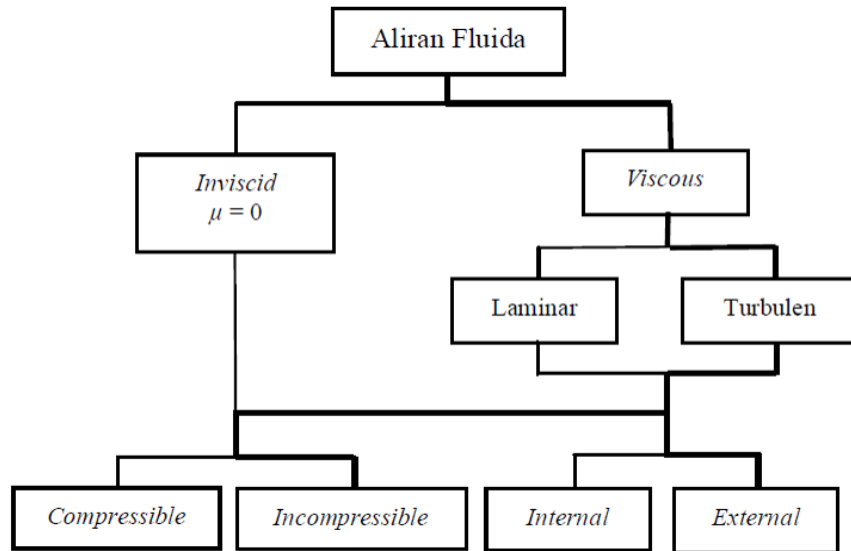 Aliran Fluida
Inviscid
μ = 0
Viscous
Laminar
Turbulen
Compressible
Incompressible
Internal
External